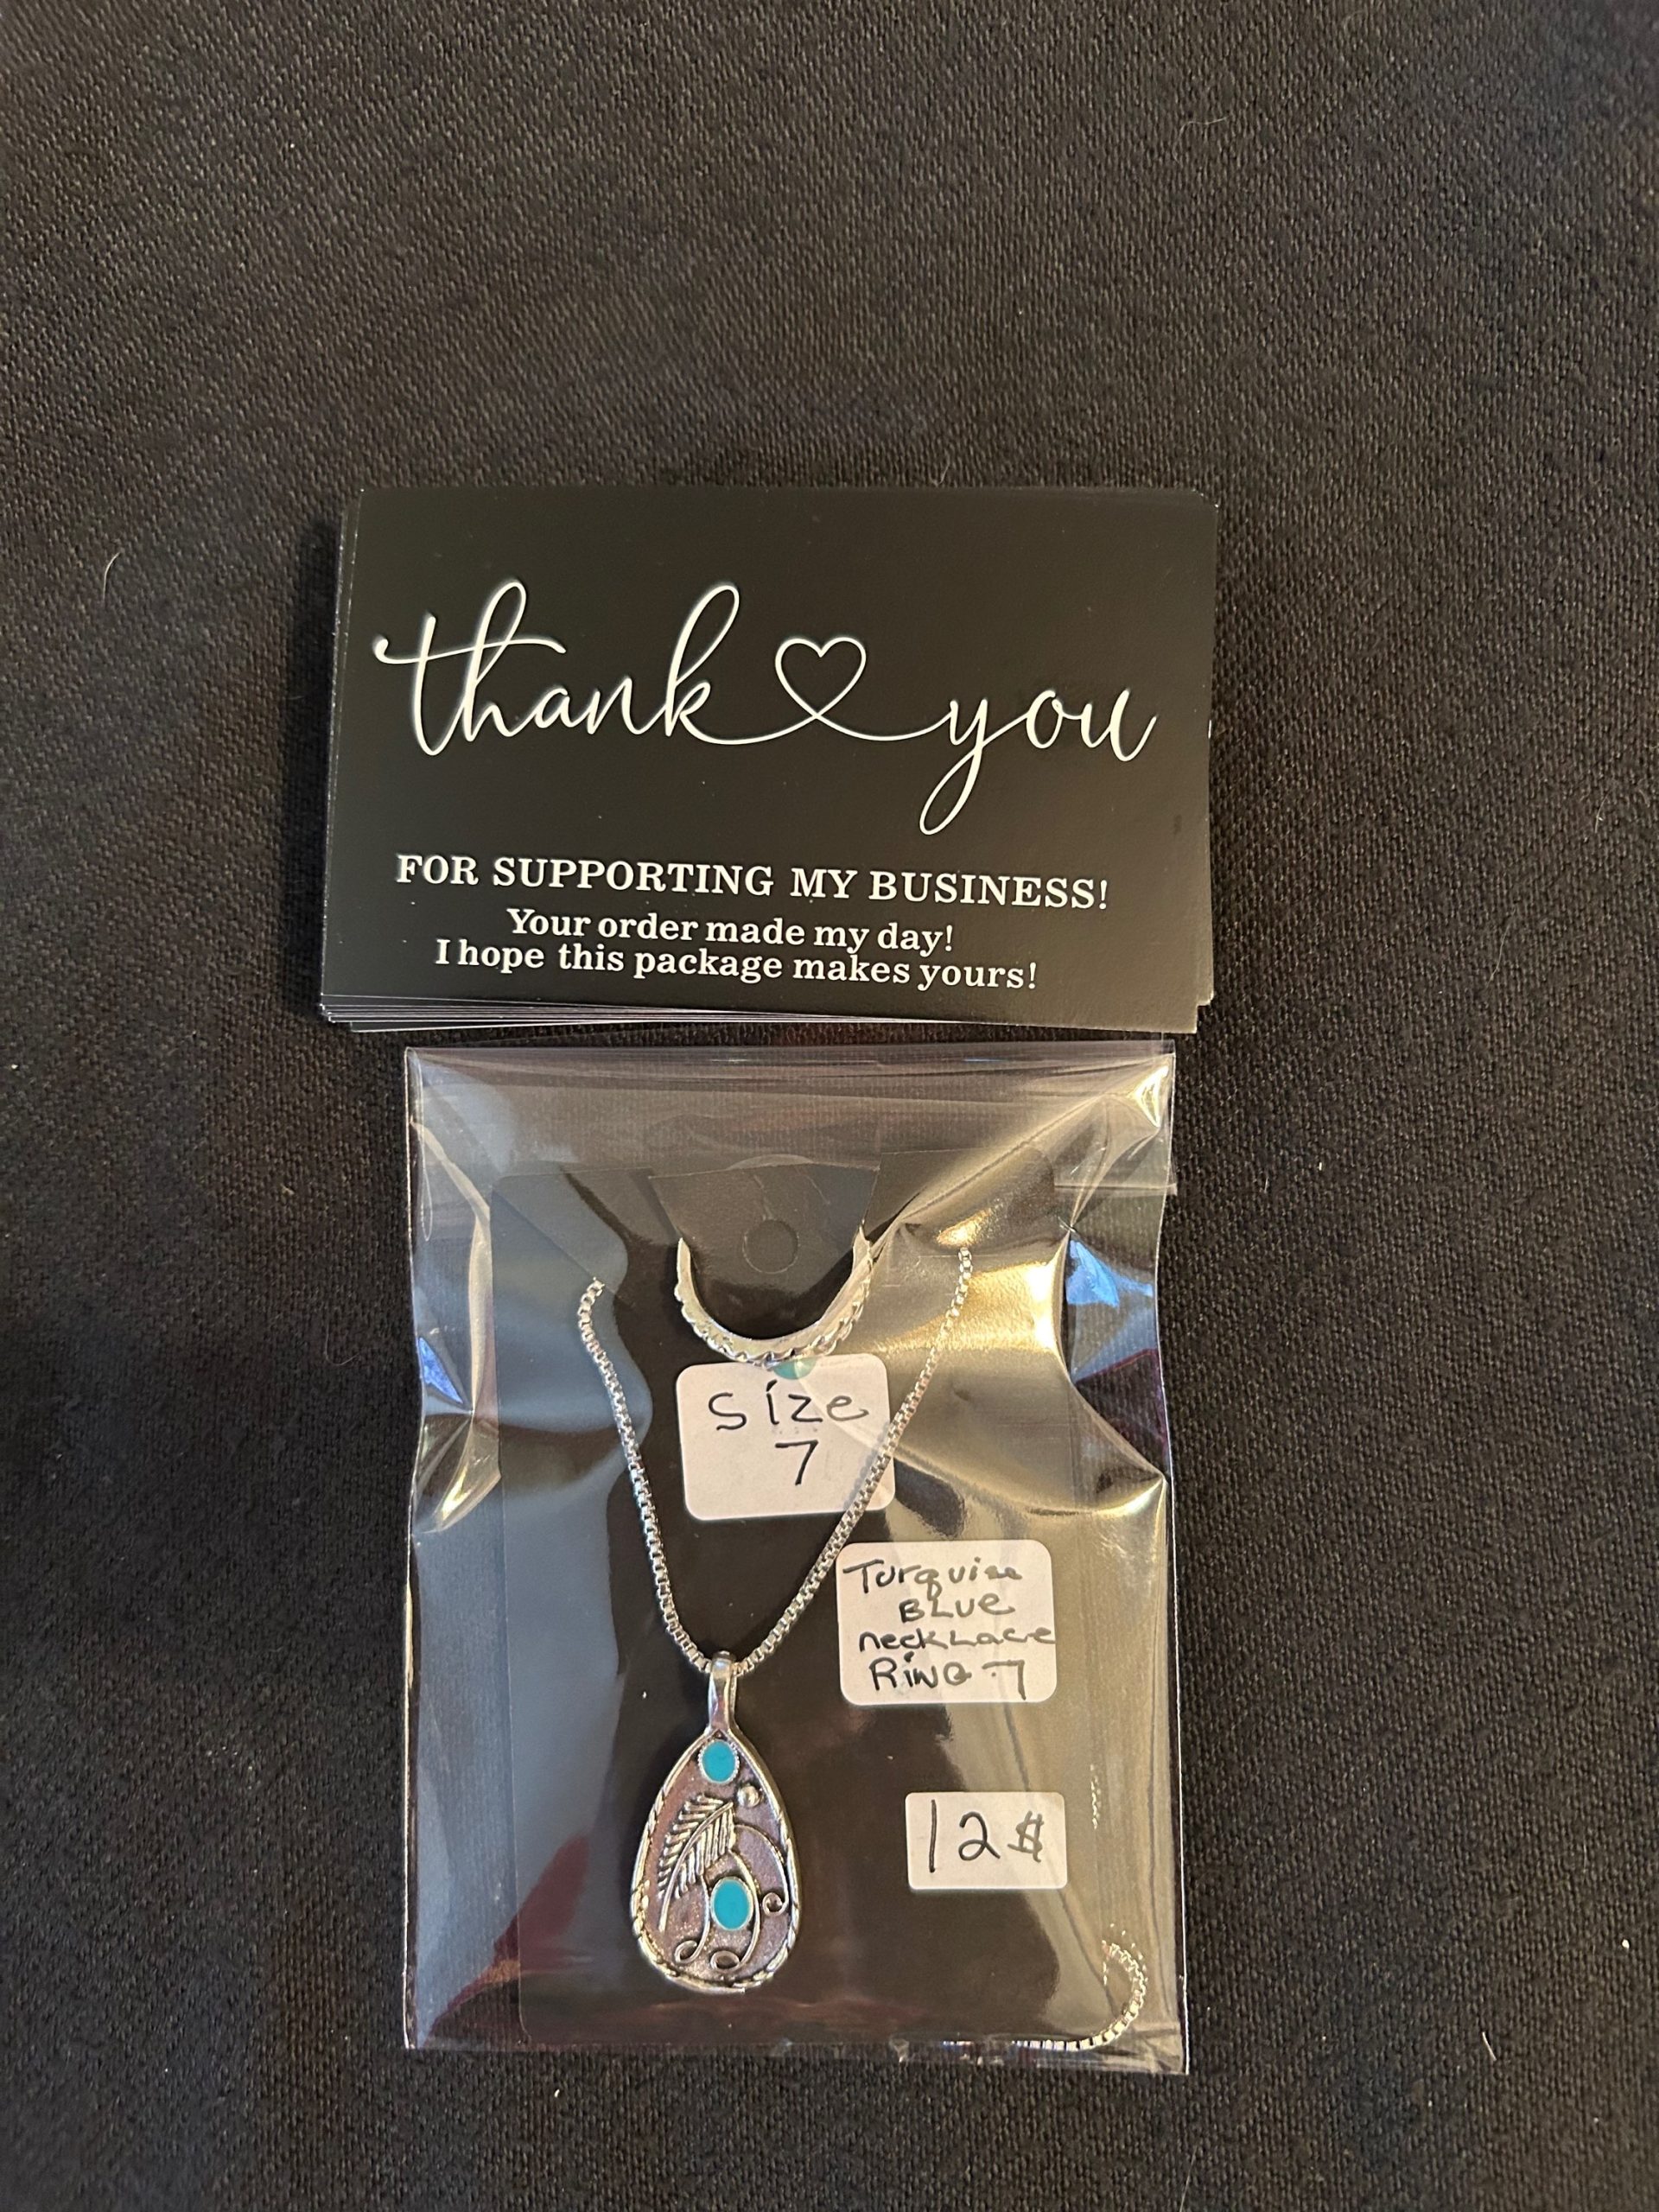 thank you
FOR SUPPORTING MY BUSINESS!
Your order made my day!
I hope this package makes yours!
Size
7
Turquise
BLUe
neckLace
RiNG 7
12$